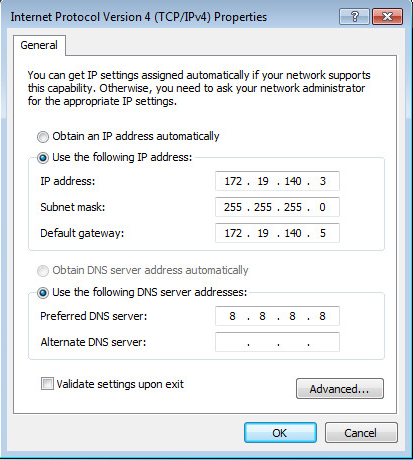 Internet Protocol Version 4 (TCP/IPv4) Properties
General
You can get IP settings assigned automatically if your network supports
this capability. Otherwise, you need to ask your network administrator
for the appropriate IP settings.
Obtain an IP address automatically
Use the following IP address:
IP address: 172 . 19 . 140 . 3
Subnet mask: 255 . 255 . 255 . 0
Default gateway: 172 . 19 . 140 . 5
Obtain DNS server address automatically
Use the following DNS server addresses:
Preferred DNS server: 8 . 8 . 8 . 8
Alternate DNS server: . . .
Validate settings upon exit
Advanced...
OK Cancel